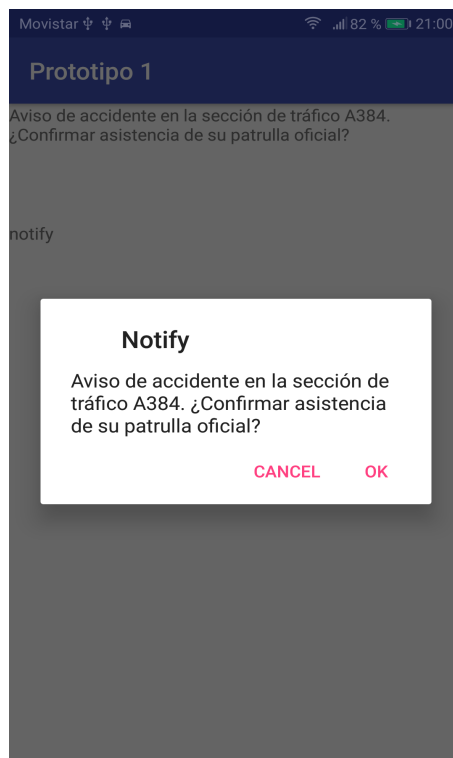 Movistar 82 % 21:00
Prototipo 1
Aviso de accidente en la sección de tráfico A384.
¿Confirmar asistencia de su patrulla oficial?
notify
Notify
Aviso de accidente en la sección de
tráfico A384. ¿Confirmar asistencia
de su patrulla oficial?
CANCEL OK